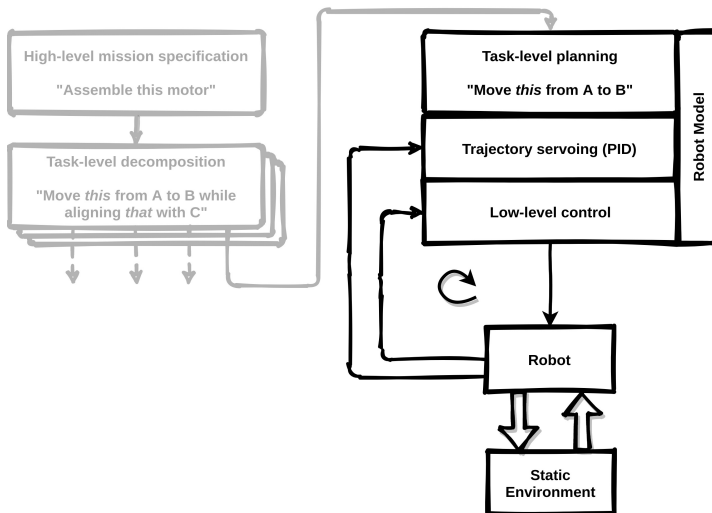 High-level mission specification
"Assemble this motor"
Task-level decomposition
"Move this from A to B while
aligning that with C"
Task-level planning
"Move this from A to B"
Trajectory servoing (PID)
Low-level control
Robot Model
Robot
Static
Environment